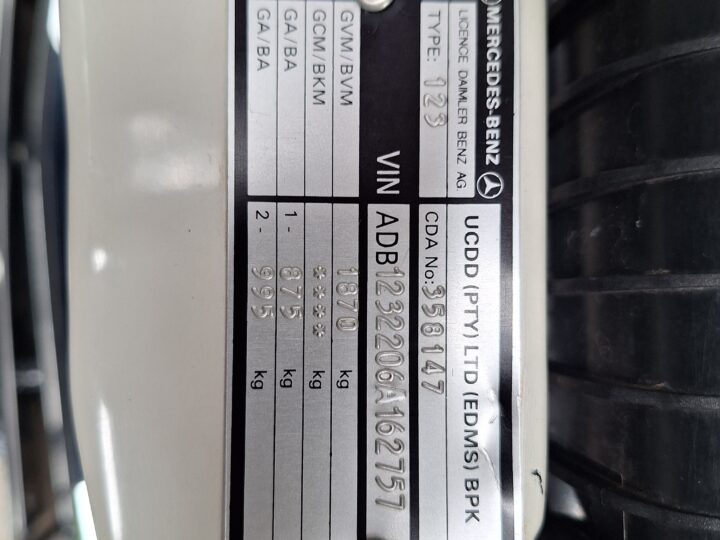 MERCEDES-BENZ
UCDD (PTY) LTD (EDMS) BPK
LICENCE DAIMLER BENZ AG.
TYPE: 123
CDA No: 358147
VIN ADB1232206A162757
GVM/BVM 1870 kg
GCM/BKM **** kg
GA/BA 1 - 875 kg
GA/BA 2 - 995 kg